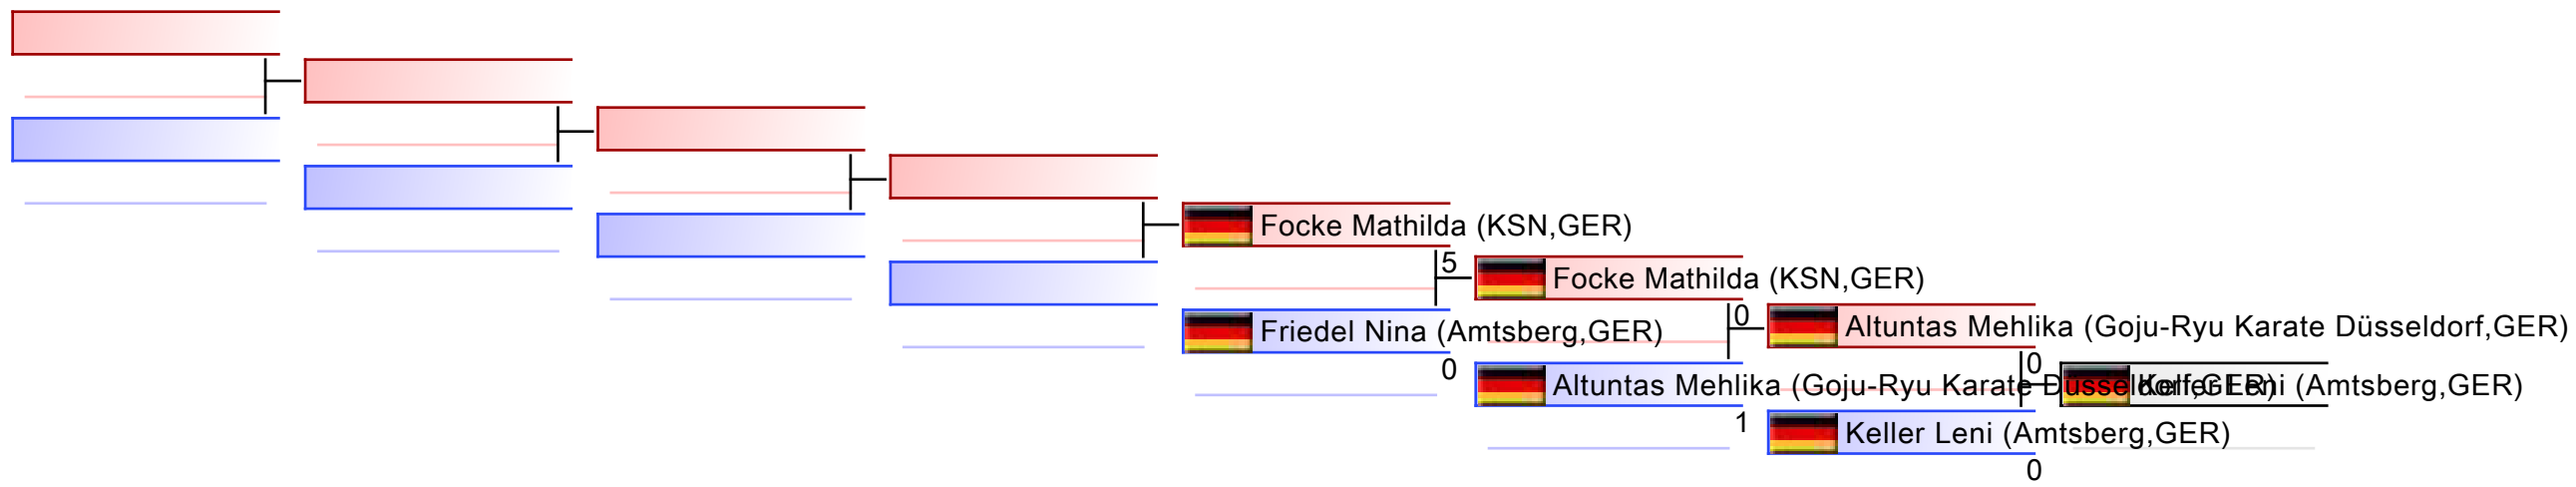 Focke Mathilda (KSN,GER)
5
Focke Mathilda (KSN,GER)
Friedel Nina (Amtsberg,GER)
0
0
Altuntas Mehlika (Goju-Ryu Karate Düsseldorf,GER)
Altuntas Mehlika (Goju-Ryu Karate Düsseldorf,GER)
1
0
Keller Leni (Amtsberg,GER)
Keller Leni (Amtsberg,GER)
0